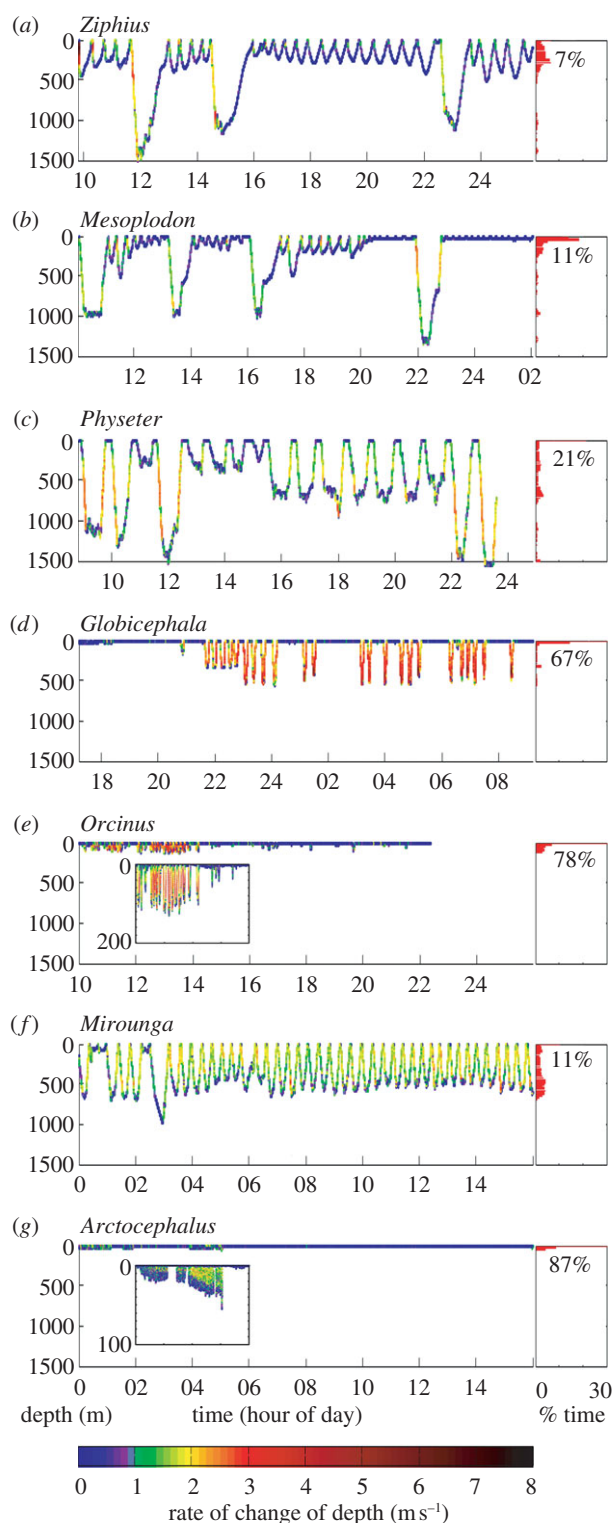 (a) Ziphius
0
500
1000
1500
7%
10 12 14 16 18 20 22 24
(b) Mesoplodon
0
500
1000
1500
11%
12 14 16 18 20 22 24 02
(c) Physeter
0
500
1000
1500
21%
10 12 14 16 18 20 22 24
(d) Globicephala
0
500
1000
1500
67%
18 20 22 24 02 04 06 08
(e) Orcinus
0
500
1000
1500
0
200
78%
10 12 14 16 18 20 22 24
(f) Mirounga
0
500
1000
1500
11%
0 02 04 06 08 10 12 14
(g) Arctocephalus
0
500
1000
1500
0
100
87%
0 02 04 06 08 10 12 14 0 30
depth (m) time (hour of day) % time
0 1 2 3 4 5 6 7 8
rate of change of depth (m s⁻¹)